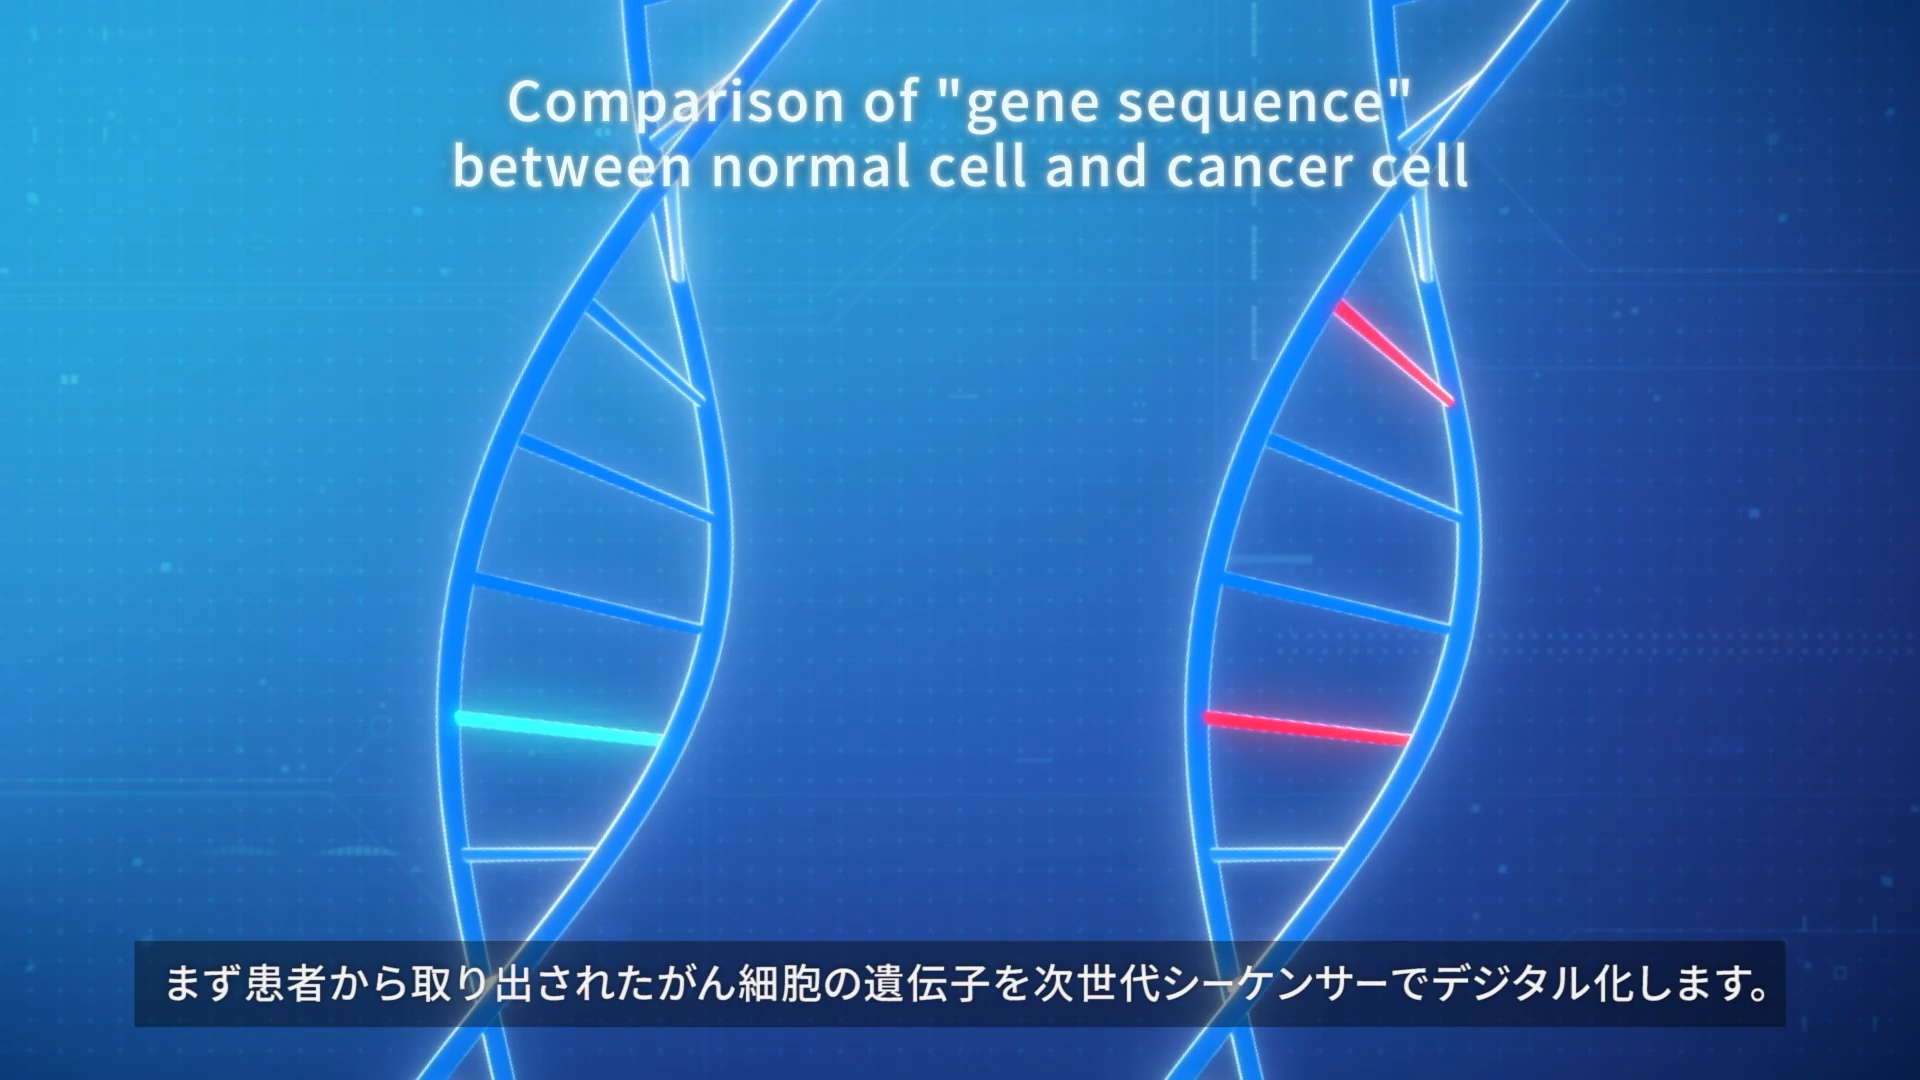 Comparison of "gene sequence"
between normal cell and cancer cell
まず患者から取り出されたがん細胞の遺伝子を次世代シーケンサーでデジタル化します。